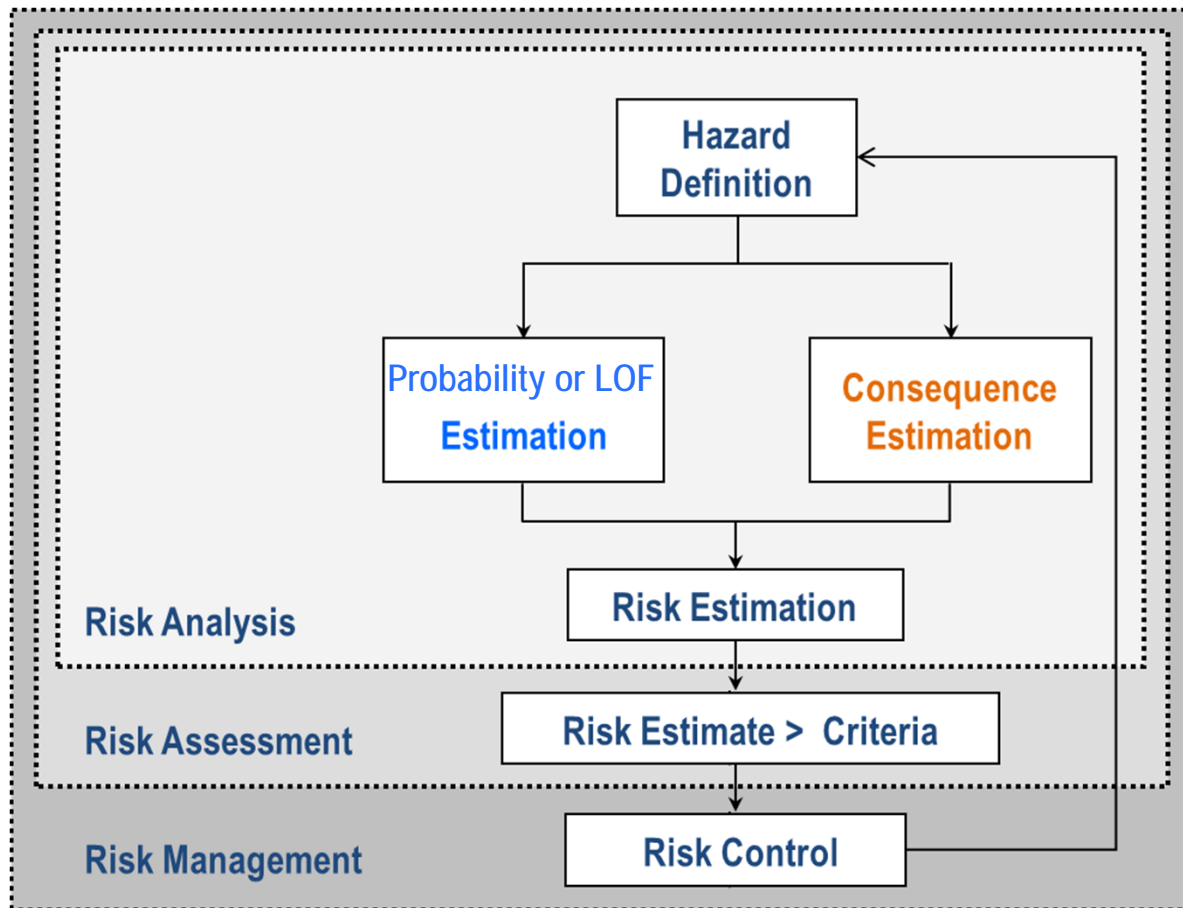 Hazard
Definition
Probability or LOF
Estimation
Consequence
Estimation
Risk Estimation
Risk Analysis
Risk Estimate > Criteria
Risk Assessment
Risk Control
Risk Management